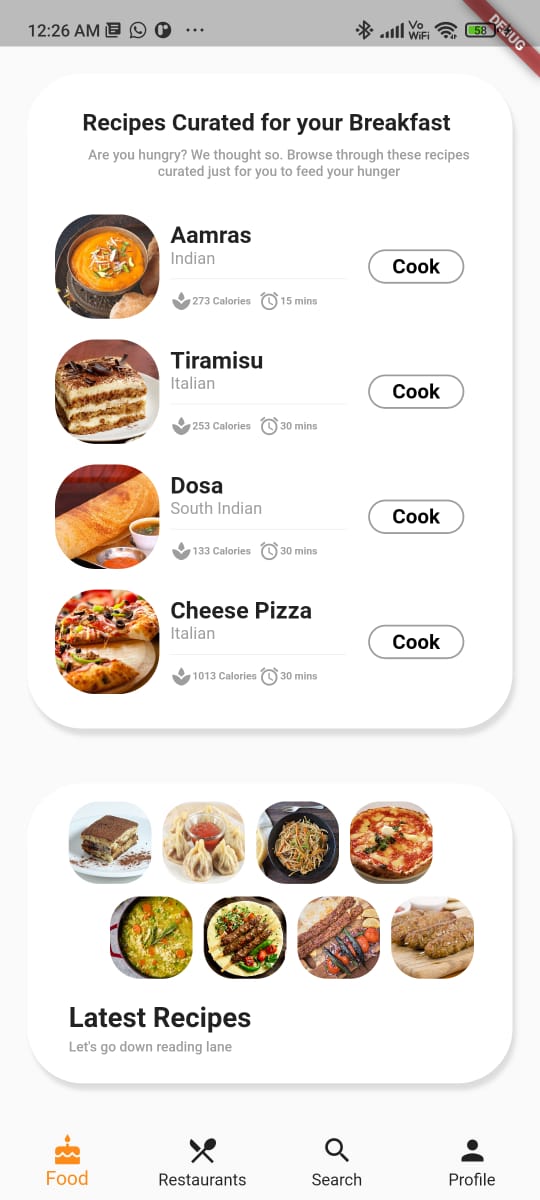 12:26 AM
Vo
WiFi
58
DEBUG
Recipes Curated for your Breakfast
Are you hungry? We thought so. Browse through these recipes
curated just for you to feed your hunger
Aamras
Indian
273 Calories 15 mins
Cook
Tiramisu
Italian
253 Calories 30 mins
Cook
Dosa
South Indian
133 Calories 30 mins
Cook
Cheese Pizza
Italian
1013 Calories 30 mins
Cook
Latest Recipes
Let's go down reading lane
Food
Restaurants
Search
Profile